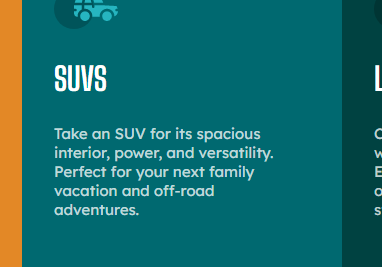 SUVS
Take an SUV for its spacious
interior, power, and versatility.
Perfect for your next family
vacation and off-road
adventures.